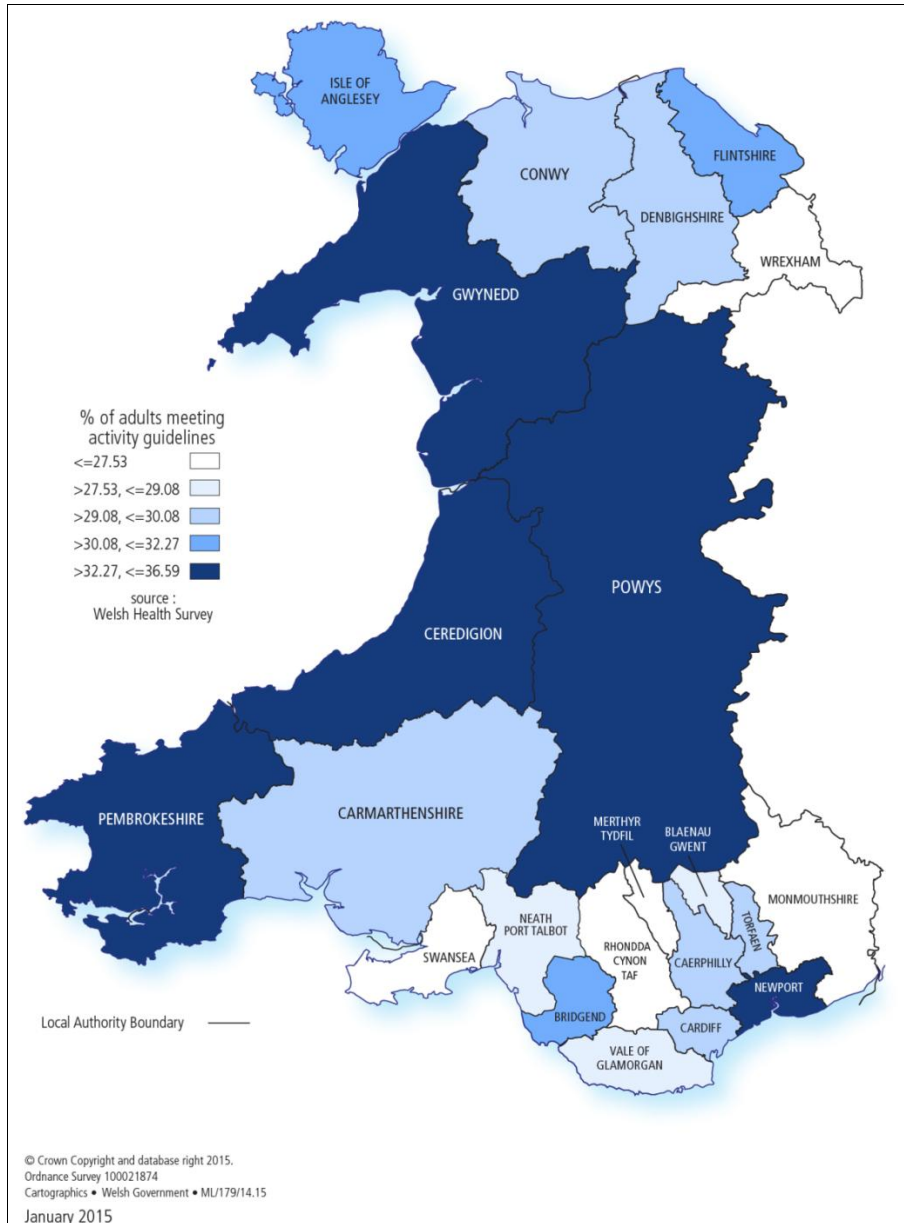 ISLE OF
ANGLESEY
FLINTSHIRE
CONWY
DENBIGHSHIRE
WREXHAM
GWYNEDD
% of adults meeting
activity guidelines
<=27.53
>27.53, <=29.08
>29.08, <=30.08
>30.08, <=32.27
>32.27, <=36.59
source :
Welsh Health Survey
POWYS
CEREDIGION
PEMBROKESHIRE
CARMARTHENSHIRE
MERTHYR
TYDFIL
BLAENAU
GWENT
MONMOUTHSHIRE
TORFAEN
NEATH
PORT TALBOT
SWANSEA
RHONDDA
CYNON
TAF
CAERPHILLY
NEWPORT
BRIDGEND
CARDIFF
VALE OF
GLAMORGAN
Local Authority Boundary
© Crown Copyright and database right 2015.
Ordnance Survey 100021874
Cartographics • Welsh Government • ML/179/14.15
January 2015